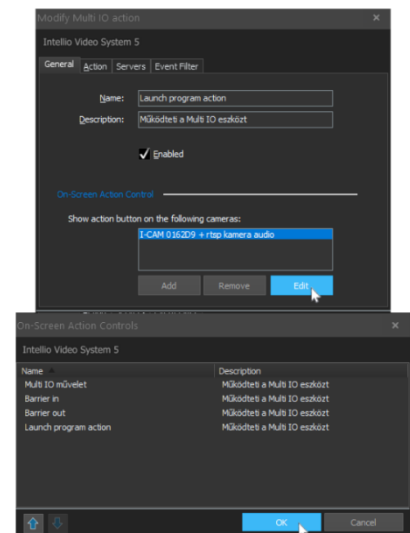 Modify Multi IO action
Intellio Video System 5
General Action Servers Event Filter
Name: Launch program action
Description: Működteti a Multi IO eszközt
Enabled
On-Screen Action Control
Show action button on the following cameras:
I-CAM 0162D9 + rtsp kamera audio
Add Remove Edit
On-Screen Action Controls
Intellio Video System 5
Name Description
Multi IO művelet Működteti a Multi IO eszközt
Barrier in Működteti a Multi IO eszközt
Barrier out Működteti a Multi IO eszközt
Launch program action Működteti a Multi IO eszközt
OK Cancel